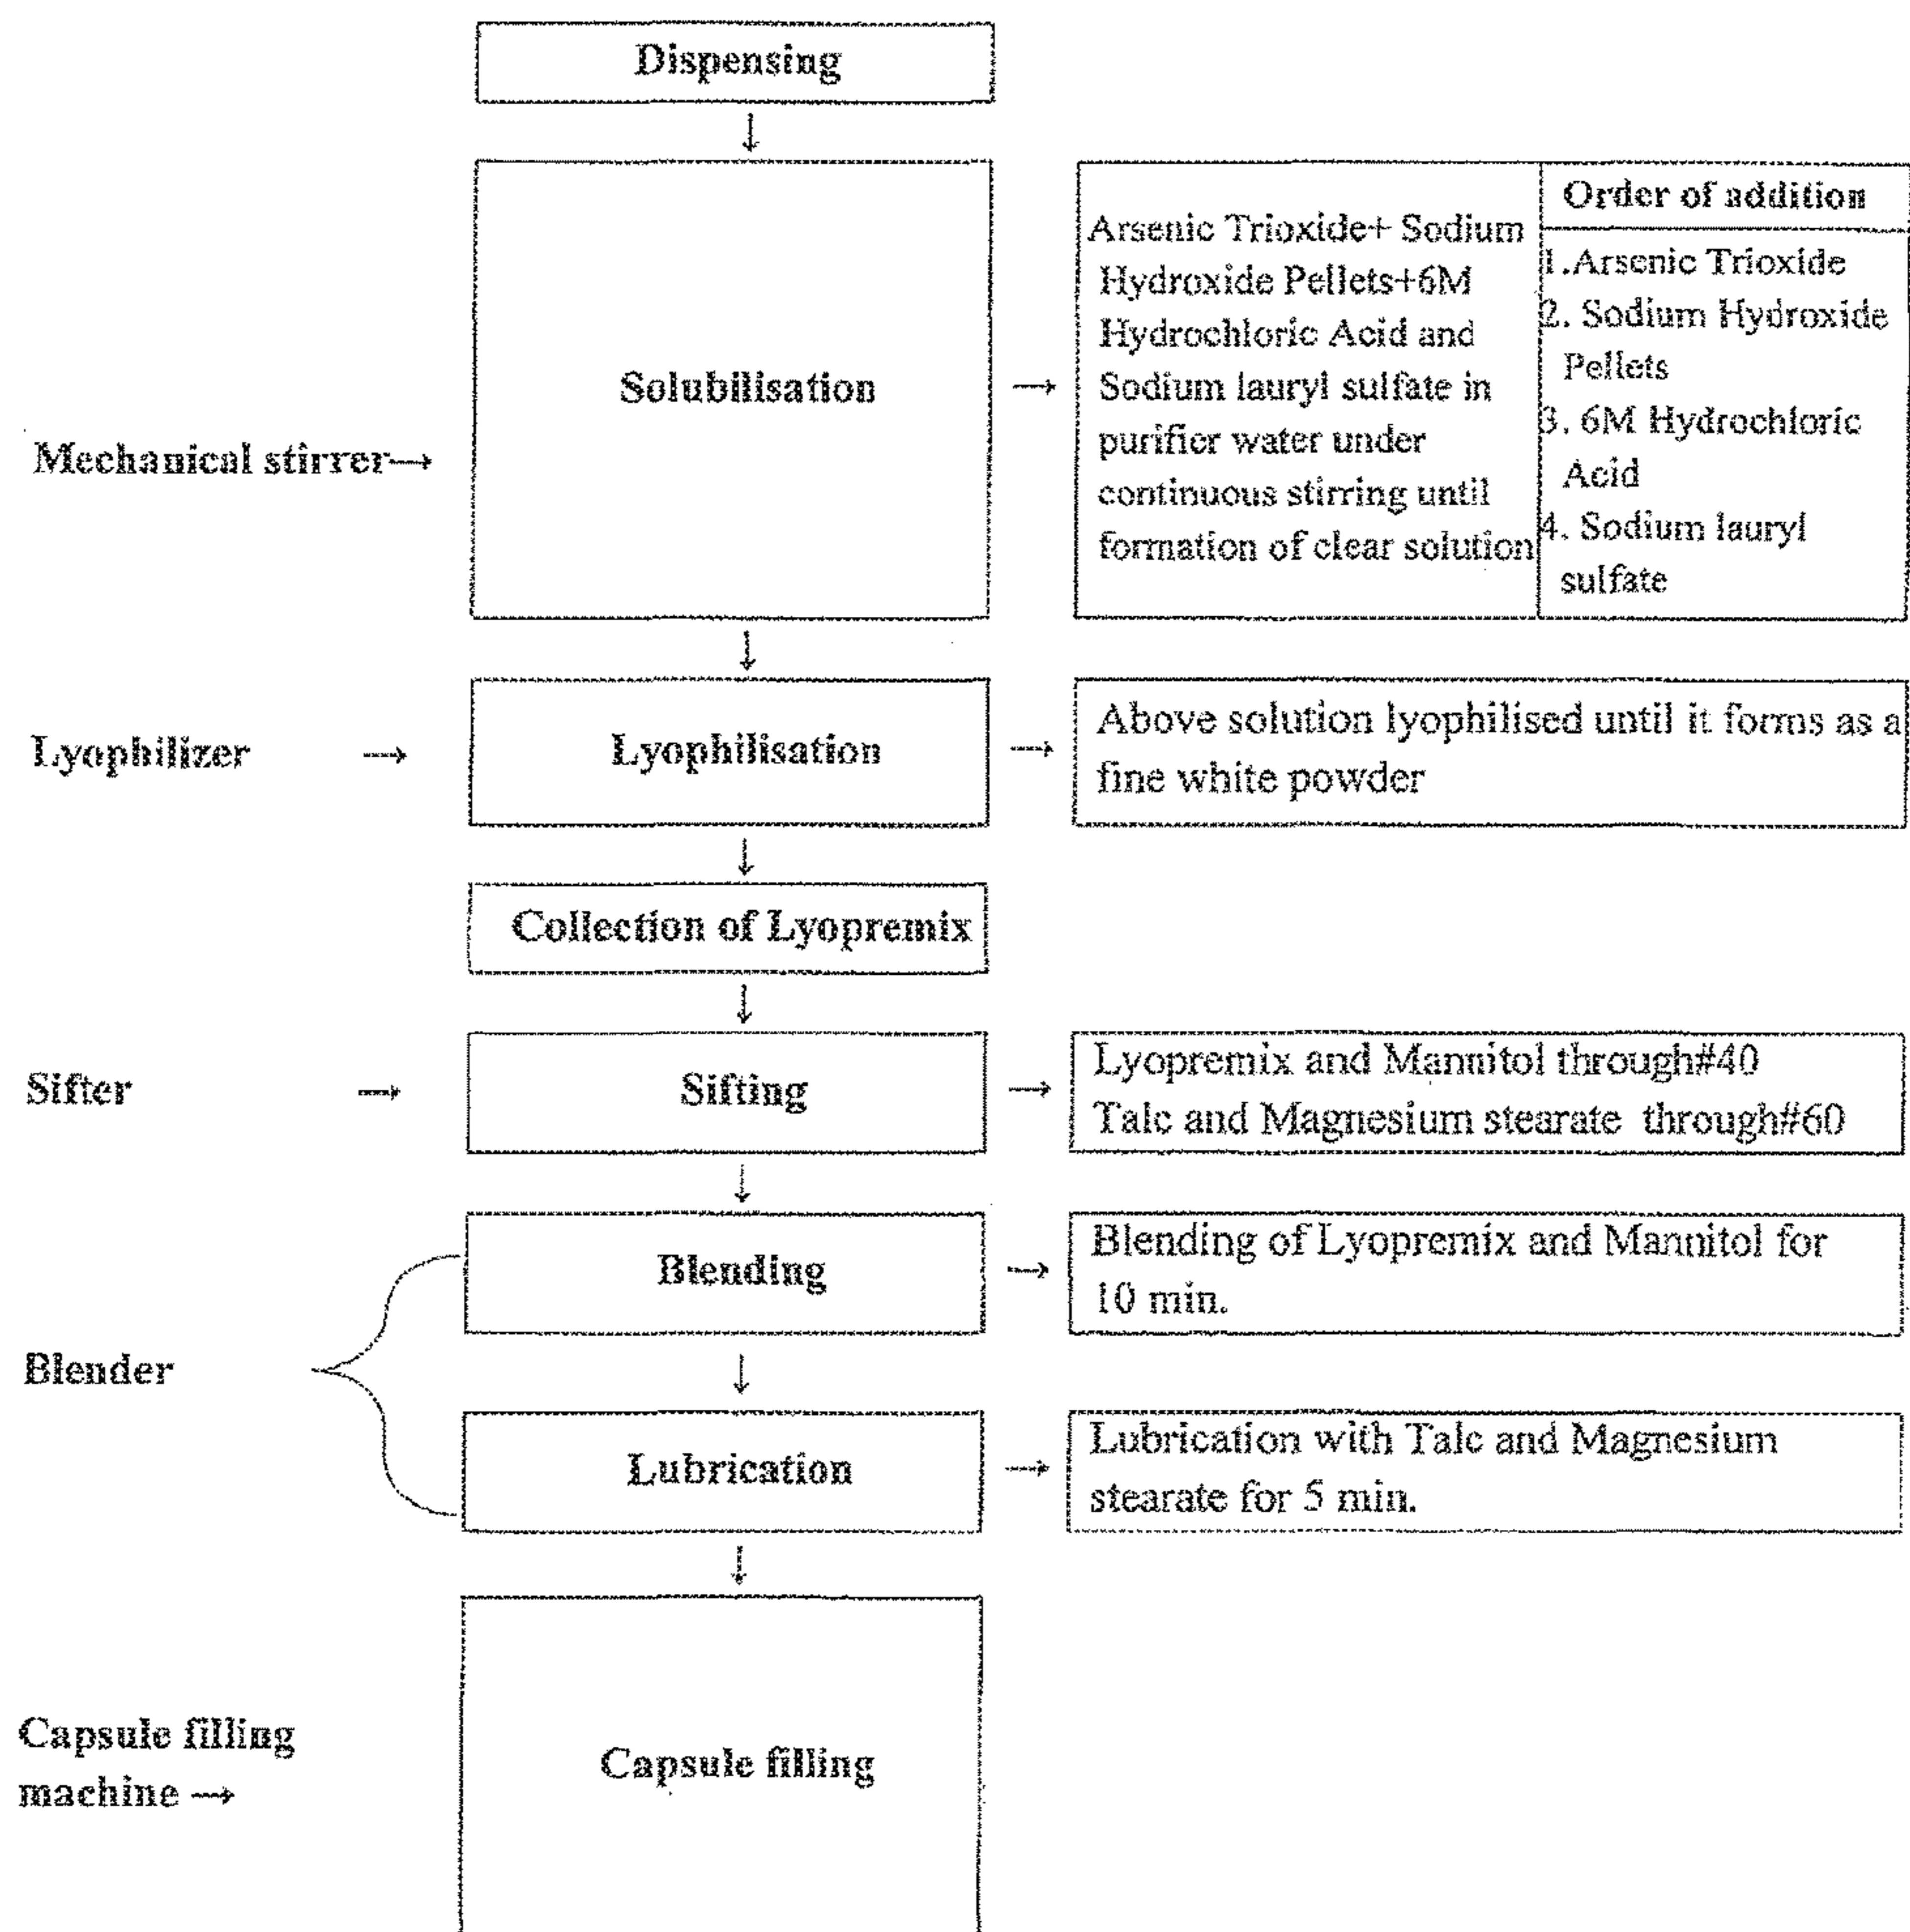 Dispensing
↓
Solubilisation
Mechanical stirrer→
→
Arsenic Trioxide+ Sodium
Hydroxide Pellets+6M
Hydrochloric Acid and
Sodium lauryl sulfate in
purifier water under
continuous stirring until
formation of clear solution
Order of addition
1.Arsenic Trioxide
2. Sodium Hydroxide
Pellets
3. 6M Hydrochloric
Acid
4. Sodium lauryl
sulfate
↓
Lyophilizer →
Lyophilisation
→
Above solution lyophilised until it forms as a
fine white powder
↓
Collection of Lyopremix
↓
Sifter →
Sifting
→
Lyopremix and Mannitol through#40
Talc and Magnesium stearate through#60
↓
Blender
Blending
→
Blending of Lyopremix and Mannitol for
10 min.
↓
Lubrication
→
Lubrication with Talc and Magnesium
stearate for 5 min.
↓
Capsule filling
machine →
Capsule filling